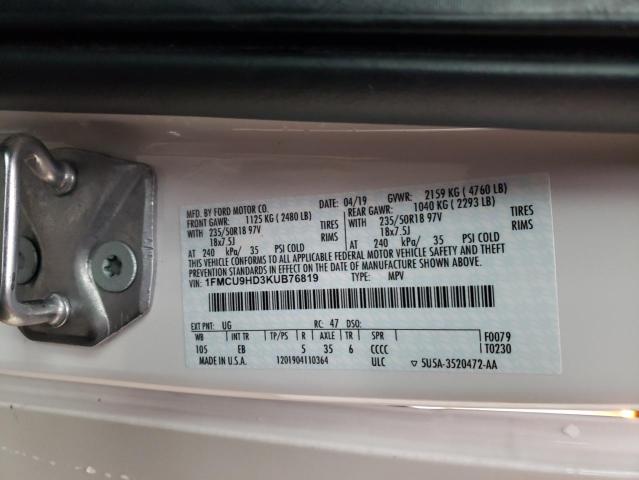 MFD. BY FORD MOTOR CO. DATE: 04/19 GVWR: 2159 KG ( 4760 LB)
FRONT GAWR: 1125 KG ( 2480 LB) REAR GAWR: 1040 KG ( 2293 LB)
WITH 235/50R18 97V TIRES WITH 235/50R18 97V TIRES
18x7.5J RIMS 18x7.5J RIMS
AT 240 kPa/ 35 PSI COLD AT 240 kPa/ 35 PSI COLD
THIS VEHICLE CONFORMS TO ALL APPLICABLE FEDERAL MOTOR VEHICLE SAFETY AND THEFT
PREVENTION STANDARDS IN EFFECT ON THE DATE OF MANUFACTURE SHOWN ABOVE.
VIN: 1FMCU9HD3KUB76819 TYPE: MPV
EXT PNT: UG RC: 47 DSO: F0079
WB INT TR TP/PS R AXLE TR SPR T0230
105 EB 5 35 6 CCCC
MADE IN U.S.A. 1201904110364 ULC 5U5A-3520472-AA